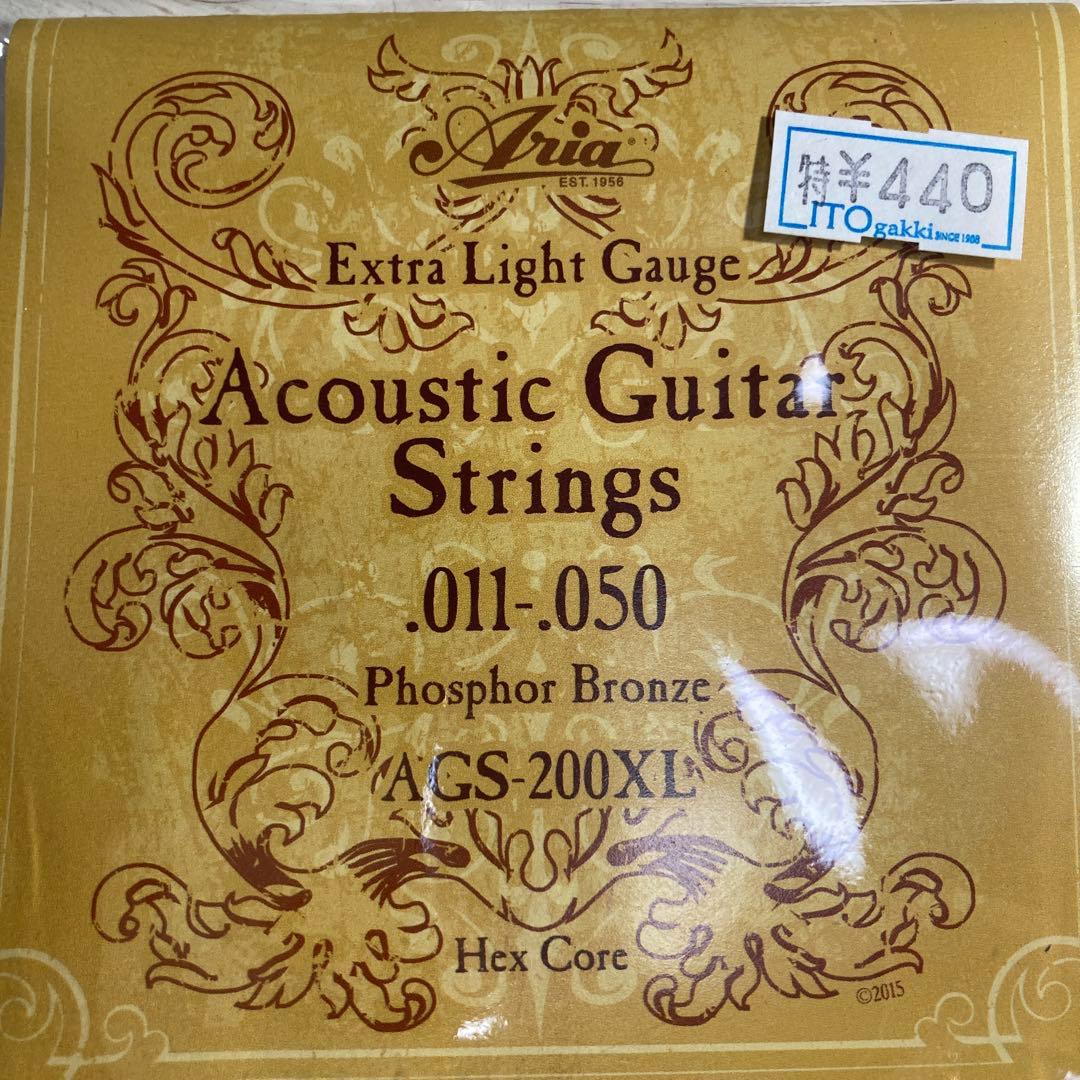 Aria
EST. 1956
特¥440
ITOgakki SINCE 1908
Extra Light Gauge
Acoustic Guitar
Strings
.011-.050
Phosphor Bronze
AGS-200XL
Hex Core
©2015